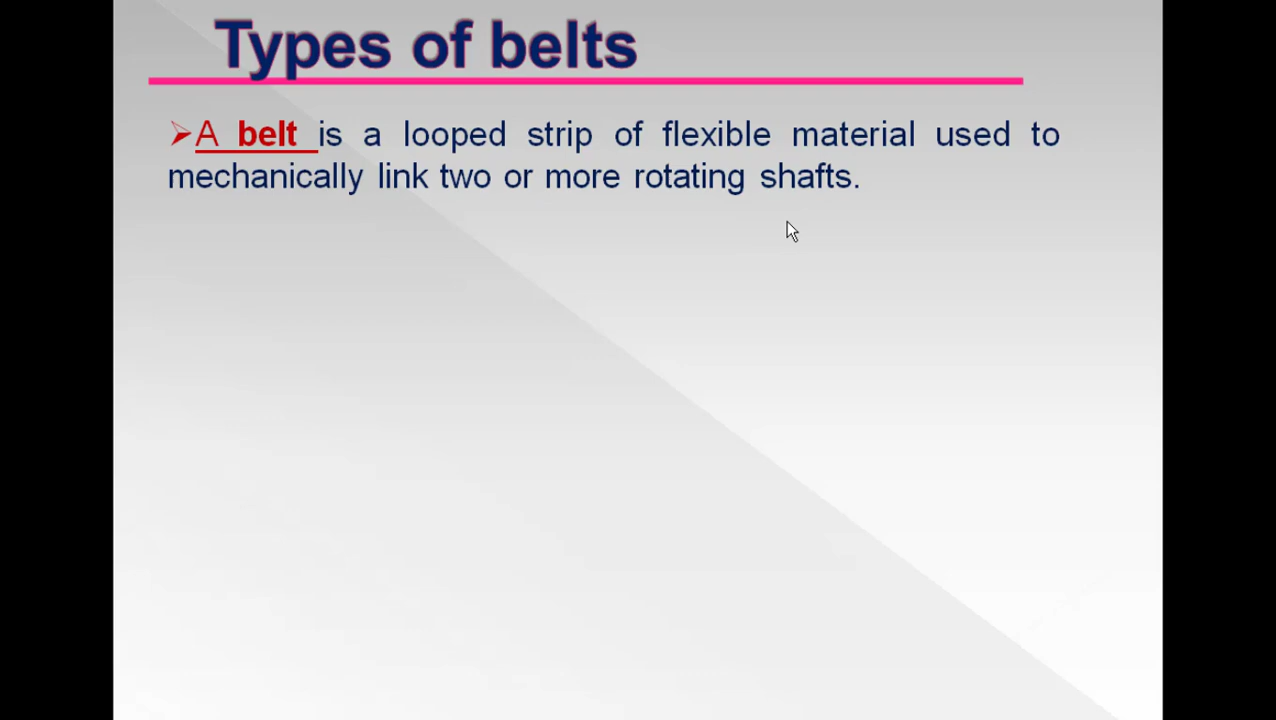 Types of belts
➢A belt is a looped strip of flexible material used to
mechanically link two or more rotating shafts.